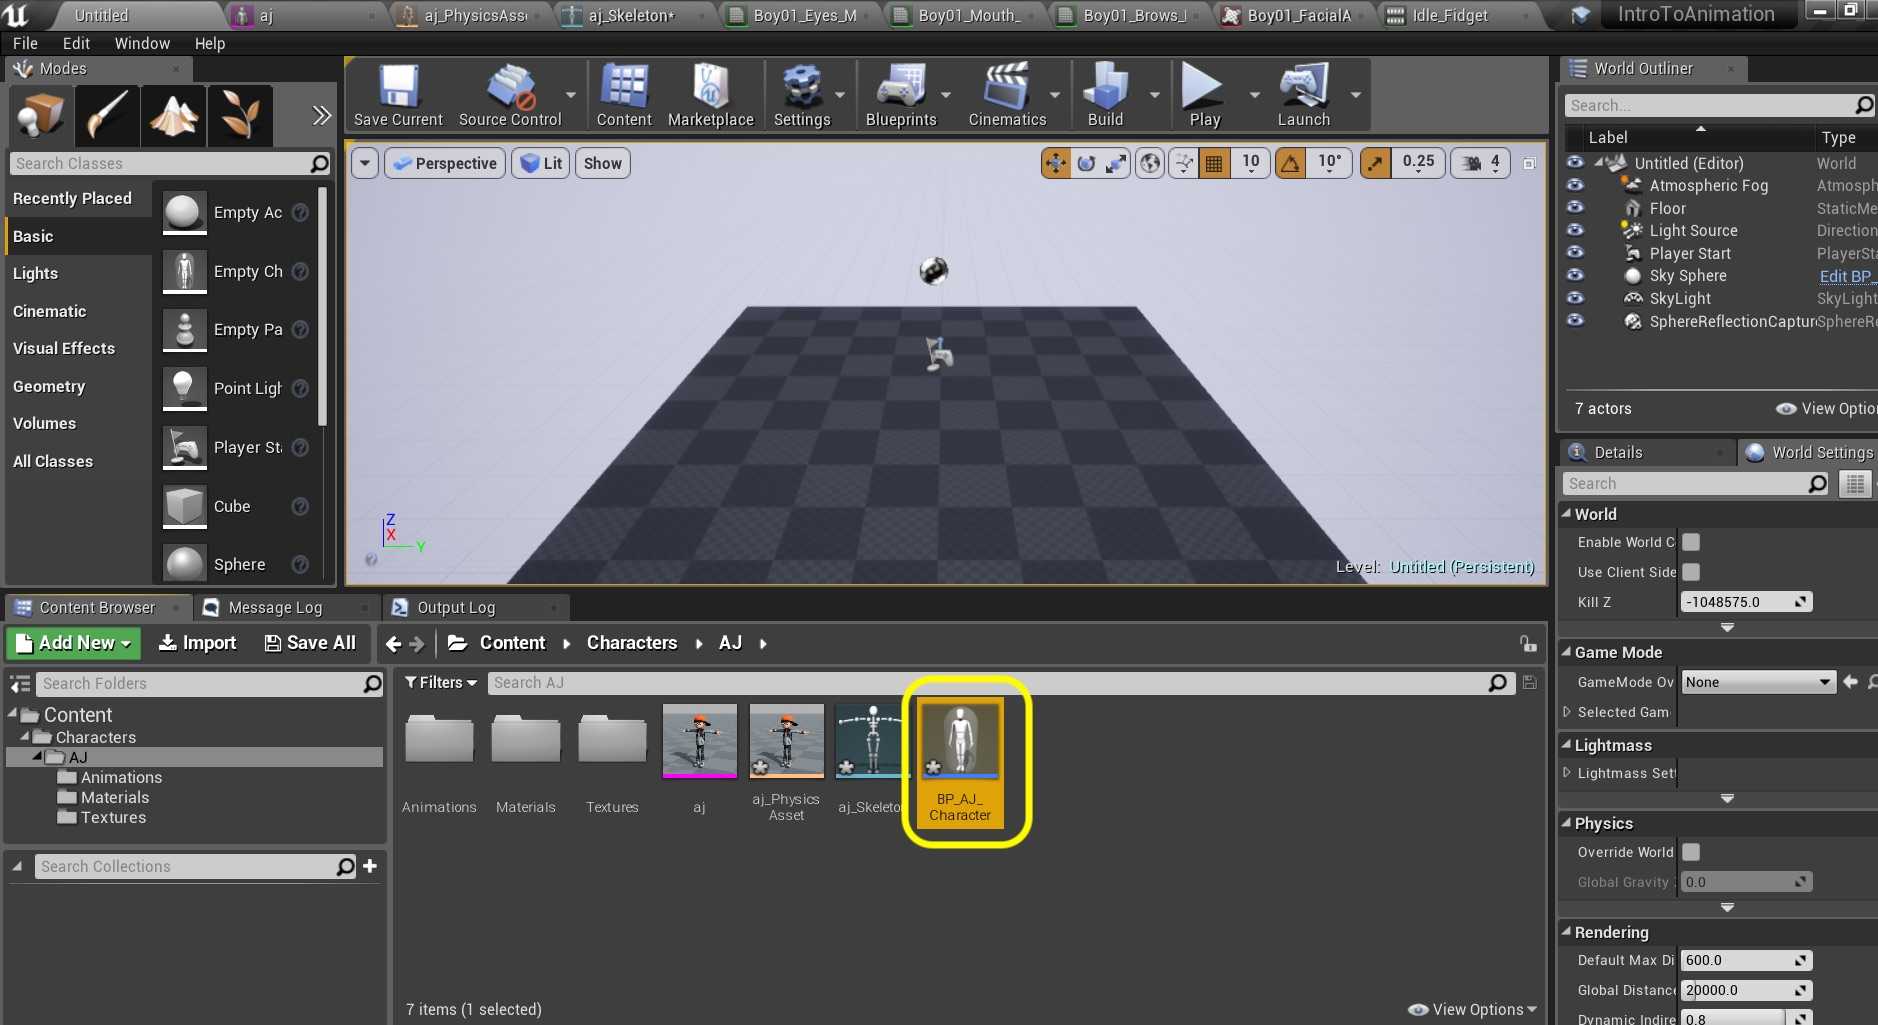 Untitled
aj
aj_PhysicsAss
aj_Skeleton*
Boy01_Eyes_M
Boy01_Mouth_
Boy01_Brows_
Boy01_FacialA
Idle_Fidget
IntroToAnimation
File Edit Window Help
Modes
Search Classes
Recently Placed
Basic
Lights
Cinematic
Visual Effects
Geometry
Volumes
All Classes
Empty Ac
Empty Ch
Empty Pa
Point Ligh
Player Sta
Cube
Sphere
Save Current
Source Control
Content
Marketplace
Settings
Blueprints
Cinematics
Build
Play
Launch
Perspective
Lit
Show
10
10°
0.25
4
Z
X
Y
Level: Untitled (Persistent)
World Outliner
Search...
Label Type
Untitled (Editor) World
Atmospheric Fog Atmosph
Floor StaticMe
Light Source Direction
Player Start PlayerSta
Sky Sphere Edit BP_
SkyLight SkyLight
SphereReflectionCapture SphereRe
7 actors
View Option
Details
World Settings
Search
World
Enable World C
Use Client Side
Kill Z -1048575.0
Game Mode
GameMode Ov None
Selected Gam
Lightmass
Lightmass Sett
Physics
Override World
Global Gravity 0.0
Rendering
Default Max Di 600.0
Global Distance 20000.0
Dynamic Indire 0.8
Content Browser
Message Log
Output Log
Add New
Import
Save All
Content
Characters
AJ
Search Folders
Content
Characters
AJ
Animations
Materials
Textures
Search Collections
Filters
Search AJ
Animations
Materials
Textures
aj
aj_Physics
Asset
aj_Skeleto
BP_AJ_
Character
7 items (1 selected)
View Options